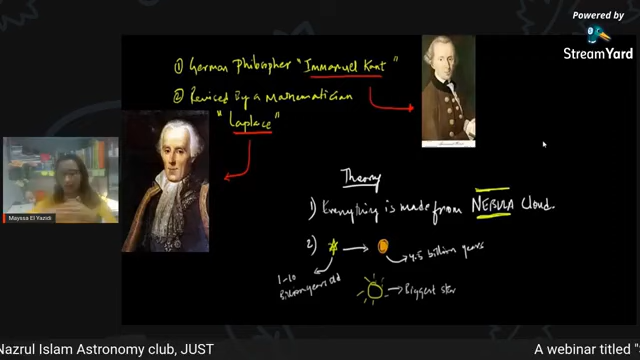 Powered by
StreamYard
① German Philospher "Immanuel Kant"
② Revised By a Mathematician
"Laplace"
Mayssa El Yazidi
Theory
1) Everything is made from NEBULA Cloud.
2)
4.5 billion years
1-10
Billion years old
Biggest star
Nazrul Islam Astronomy club, JUST
A webinar titled "